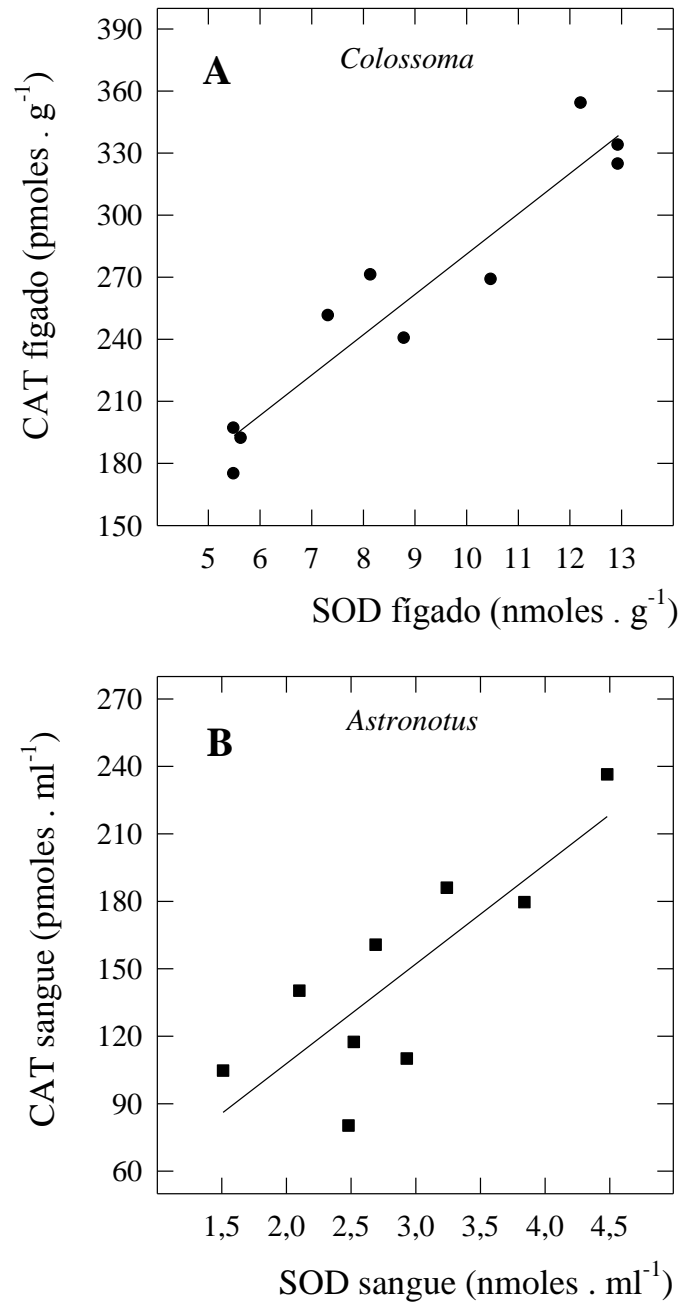 A
Colossoma
CAT fígado (pmoles . g-1)
390
360
330
300
270
240
210
180
150
5 6 7 8 9 10 11 12 13
SOD fígado (nmoles . g-1)
B
Astronotus
CAT sangue (pmoles . ml-1)
270
240
210
180
150
120
90
60
1,5 2,0 2,5 3,0 3,5 4,0 4,5
SOD sangue (nmoles . ml-1)